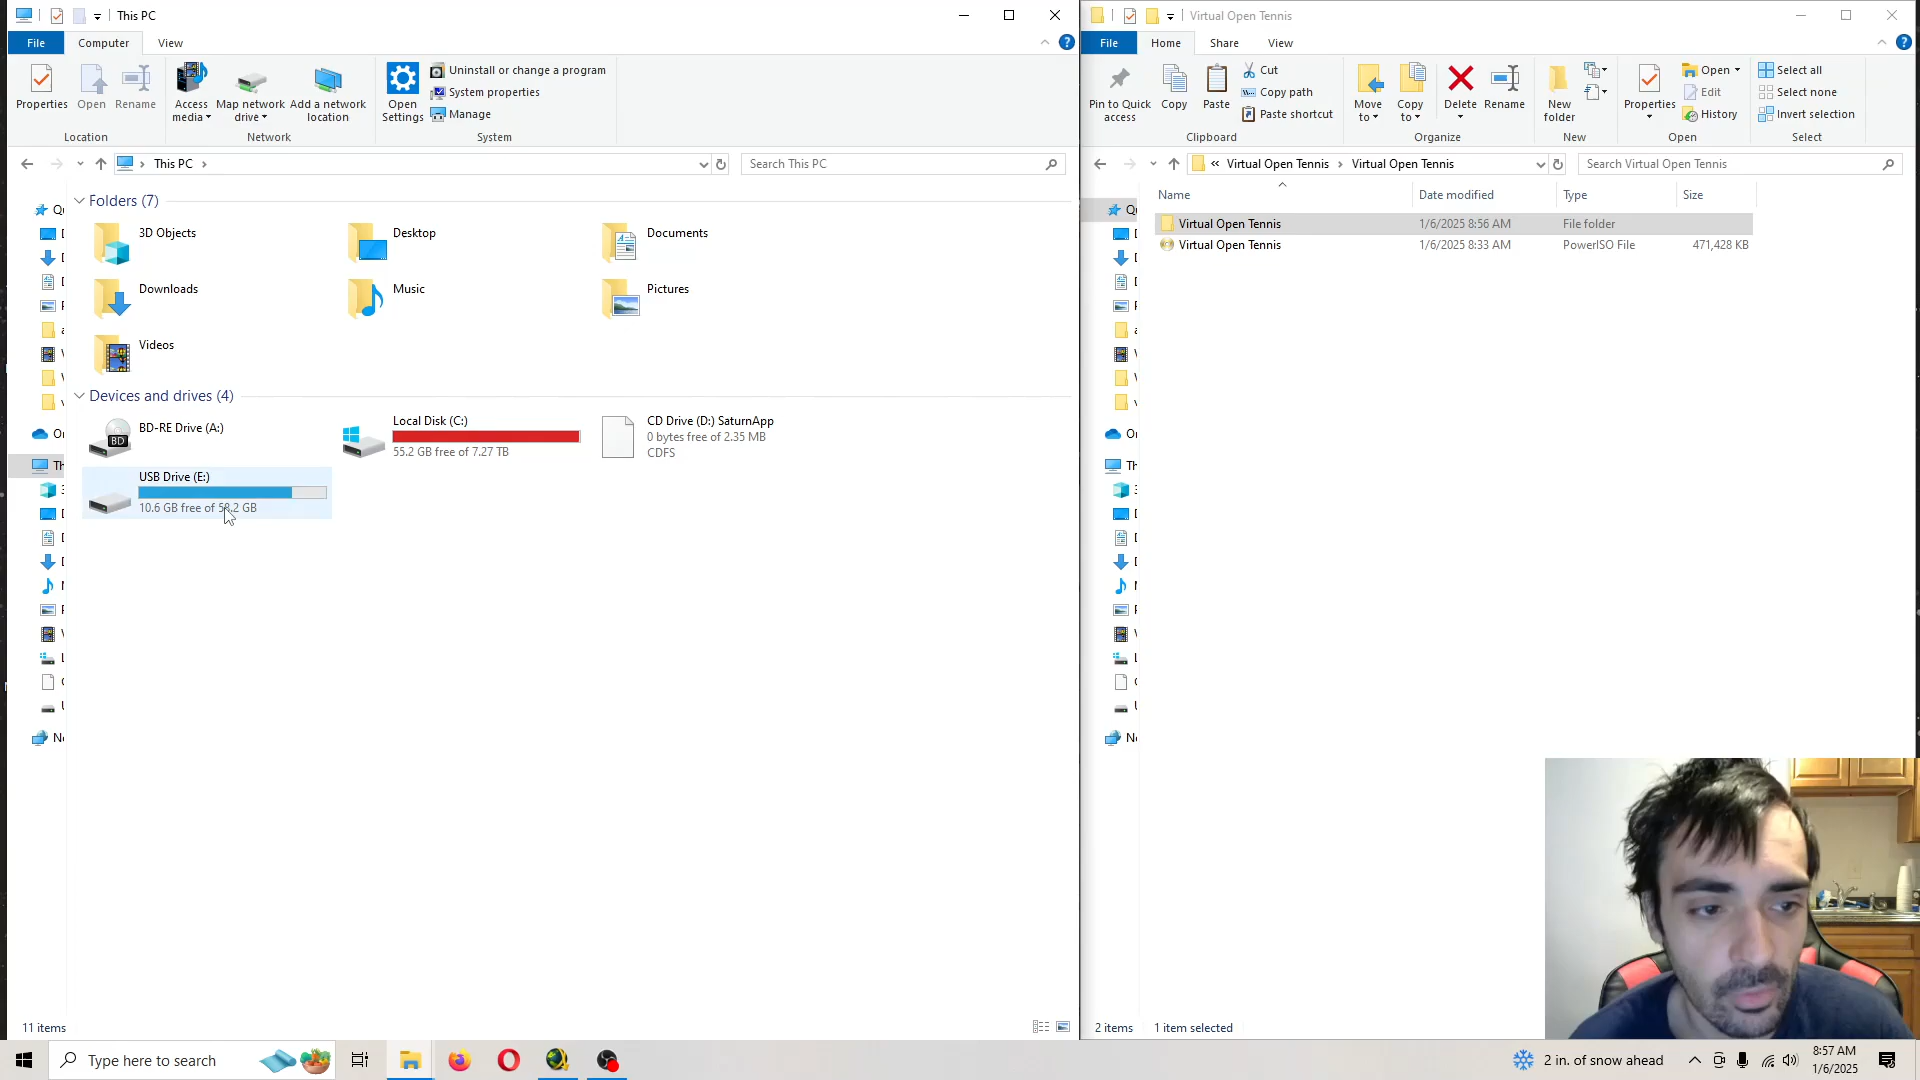 This PC
File
Computer
View
Properties
Open
Rename
Access media
Map network drive
Add a network location
Open Settings
Uninstall or change a program
System properties
Manage
Location
Network
System
This PC
Search This PC
Folders (7)
3D Objects
Desktop
Documents
Downloads
Music
Pictures
Videos
Devices and drives (4)
BD
BD-RE Drive (A:)
Local Disk (C:)
55.2 GB free of 7.27 TB
CD Drive (D:) SaturnApp
0 bytes free of 2.35 MB
CDFS
USB Drive (E:)
10.6 GB free of 58.2 GB
11 items
Virtual Open Tennis
File
Home
Share
View
Pin to Quick access
Copy
Paste
Cut
Copy path
Paste shortcut
Move to
Copy to
Delete
Rename
New folder
Properties
Open
Edit
History
Select all
Select none
Invert selection
Clipboard
Organize
New
Open
Select
« Virtual Open Tennis › Virtual Open Tennis
Search Virtual Open Tennis
Name
Date modified
Type
Size
Virtual Open Tennis
1/6/2025 8:56 AM
File folder
Virtual Open Tennis
1/6/2025 8:33 AM
PowerISO File
471,428 KB
2 items
1 item selected
Type here to search
2 in. of snow ahead
8:57 AM
1/6/2025